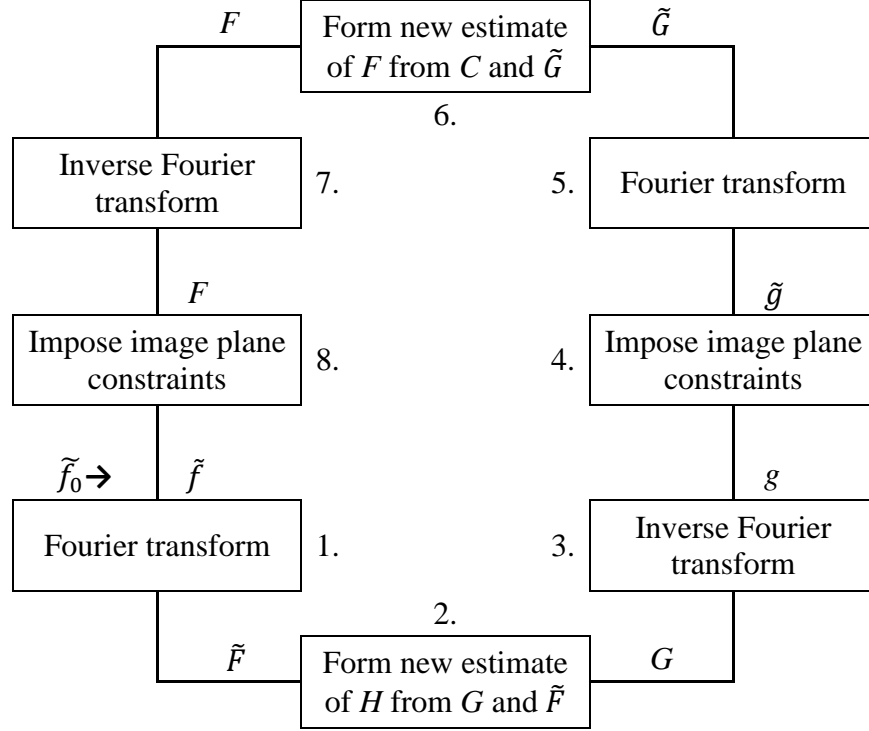 F
Form new estimate
of F from C and G̃
G̃
6.
Inverse Fourier
transform
7.
5.
Fourier transform
F
g̃
Impose image plane
constraints
8.
4.
Impose image plane
constraints
f̃₀→
f̃
g
Fourier transform
1.
3.
Inverse Fourier
transform
2.
F̃
Form new estimate
of H from G and F̃
G